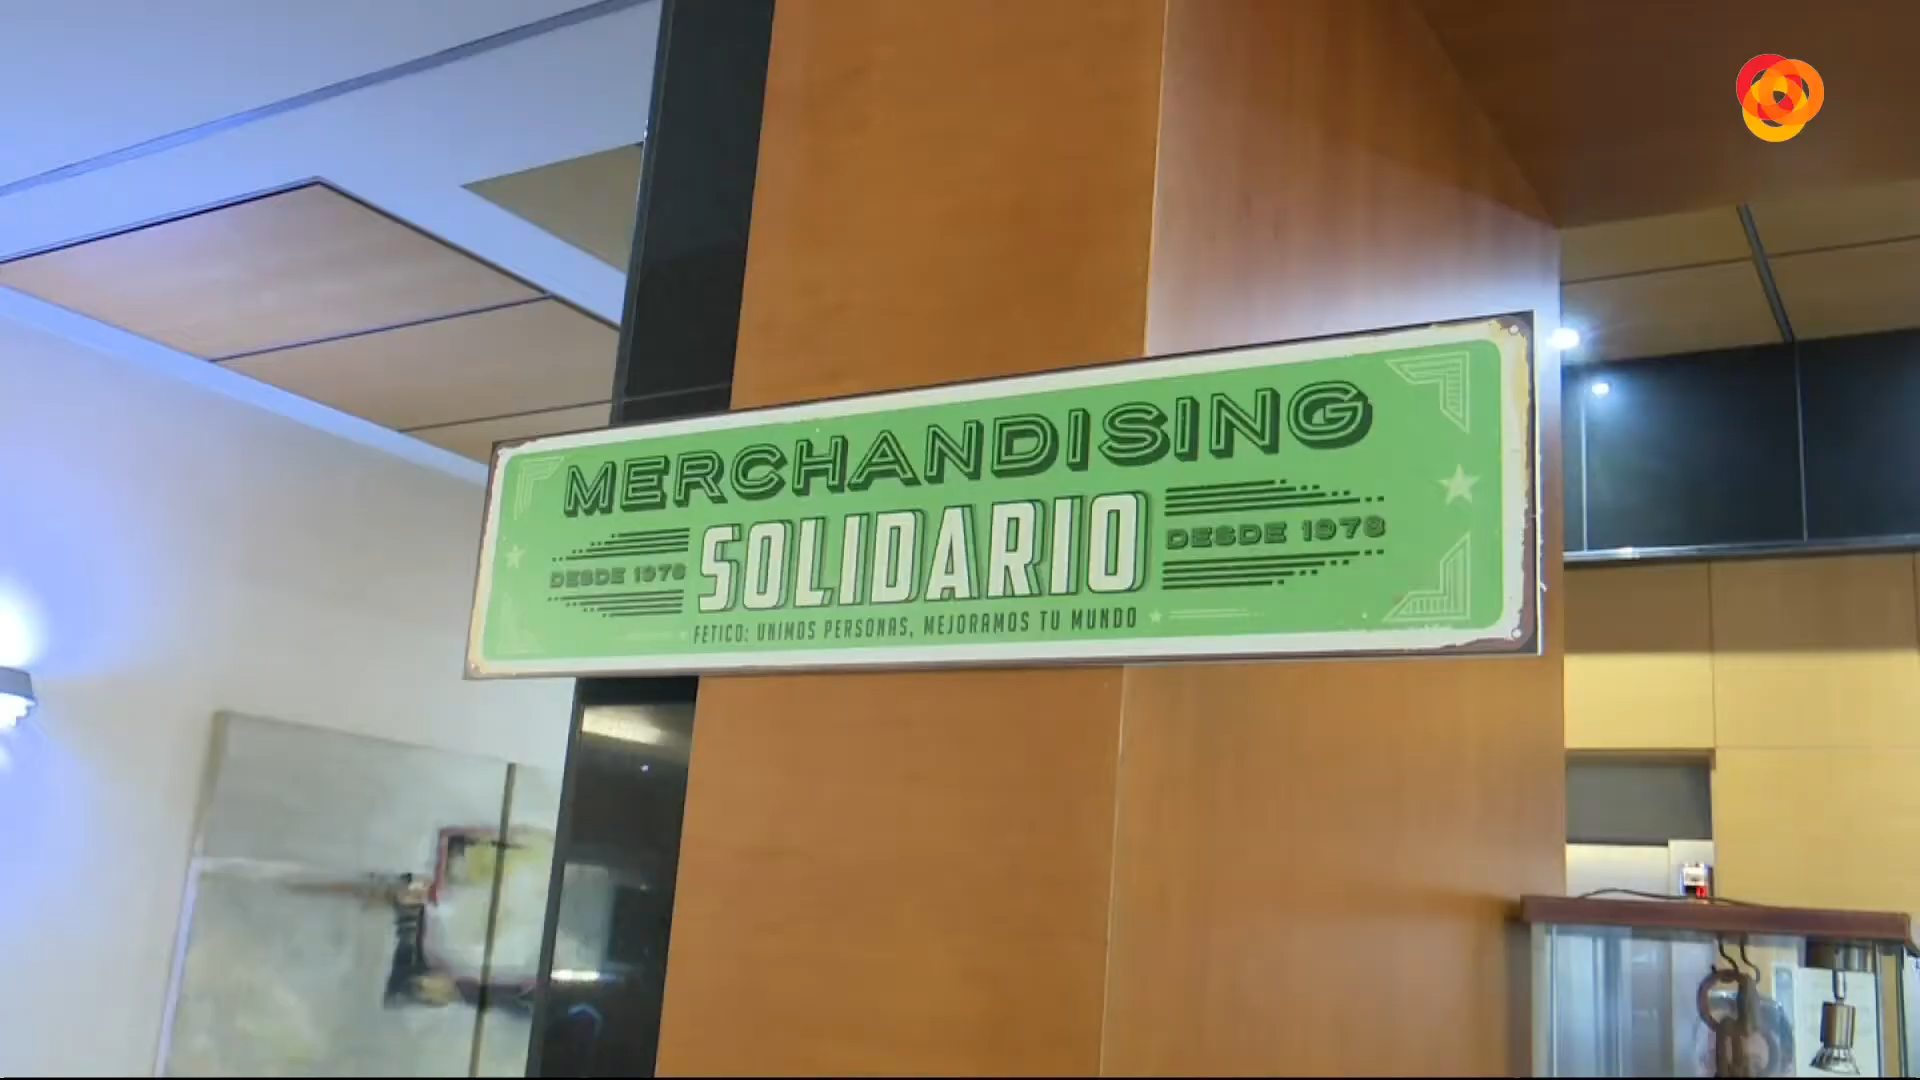 MERCHANDISING
SOLIDARIO
DESDE 1978
DESDE 1978
FETICO: UNIMOS PERSONAS, MEJORAMOS TU MUNDO